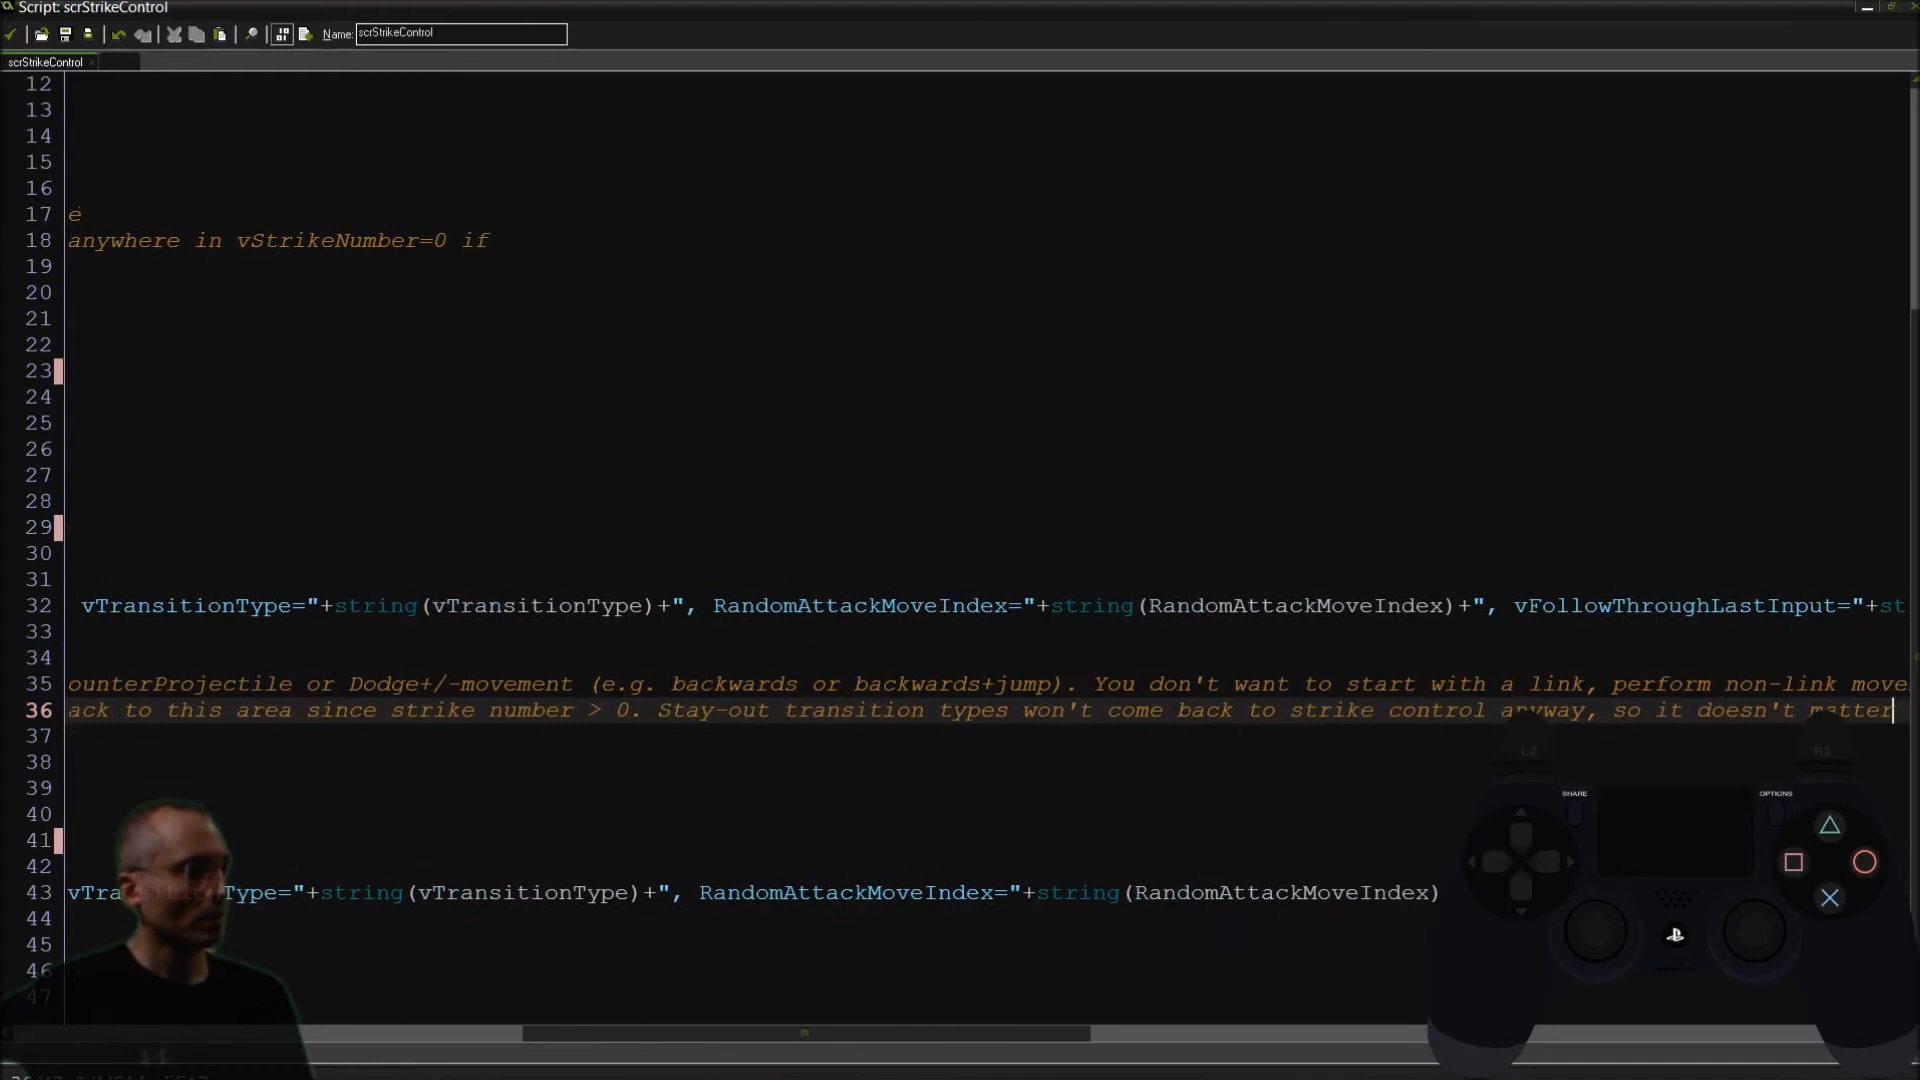 Script: scrStrikeControl
Name: scrStrikeControl
scrStrikeControl
12
13
14
15
16
17 e
18 anywhere in vStrikeNumber=0 if
19
20
21
22
23
24
25
26
27
28
29
30
31
32 vTransitionType="+string(vTransitionType)+", RandomAttackMoveIndex="+string(RandomAttackMoveIndex)+", vFollowThroughLastInput="+st
33
34
35 ounterProjectile or Dodge+/-movement (e.g. backwards or backwards+jump). You don't want to start with a link, perform non-link move
36 ack to this area since strike number > 0. Stay-out transition types won't come back to strike control anyway, so it doesn't matter
37
38
39
40
41
42
43 vTransitionType="+string(vTransitionType)+", RandomAttackMoveIndex="+string(RandomAttackMoveIndex)
44
45
46
47
L2
R2
SHARE
OPTIONS